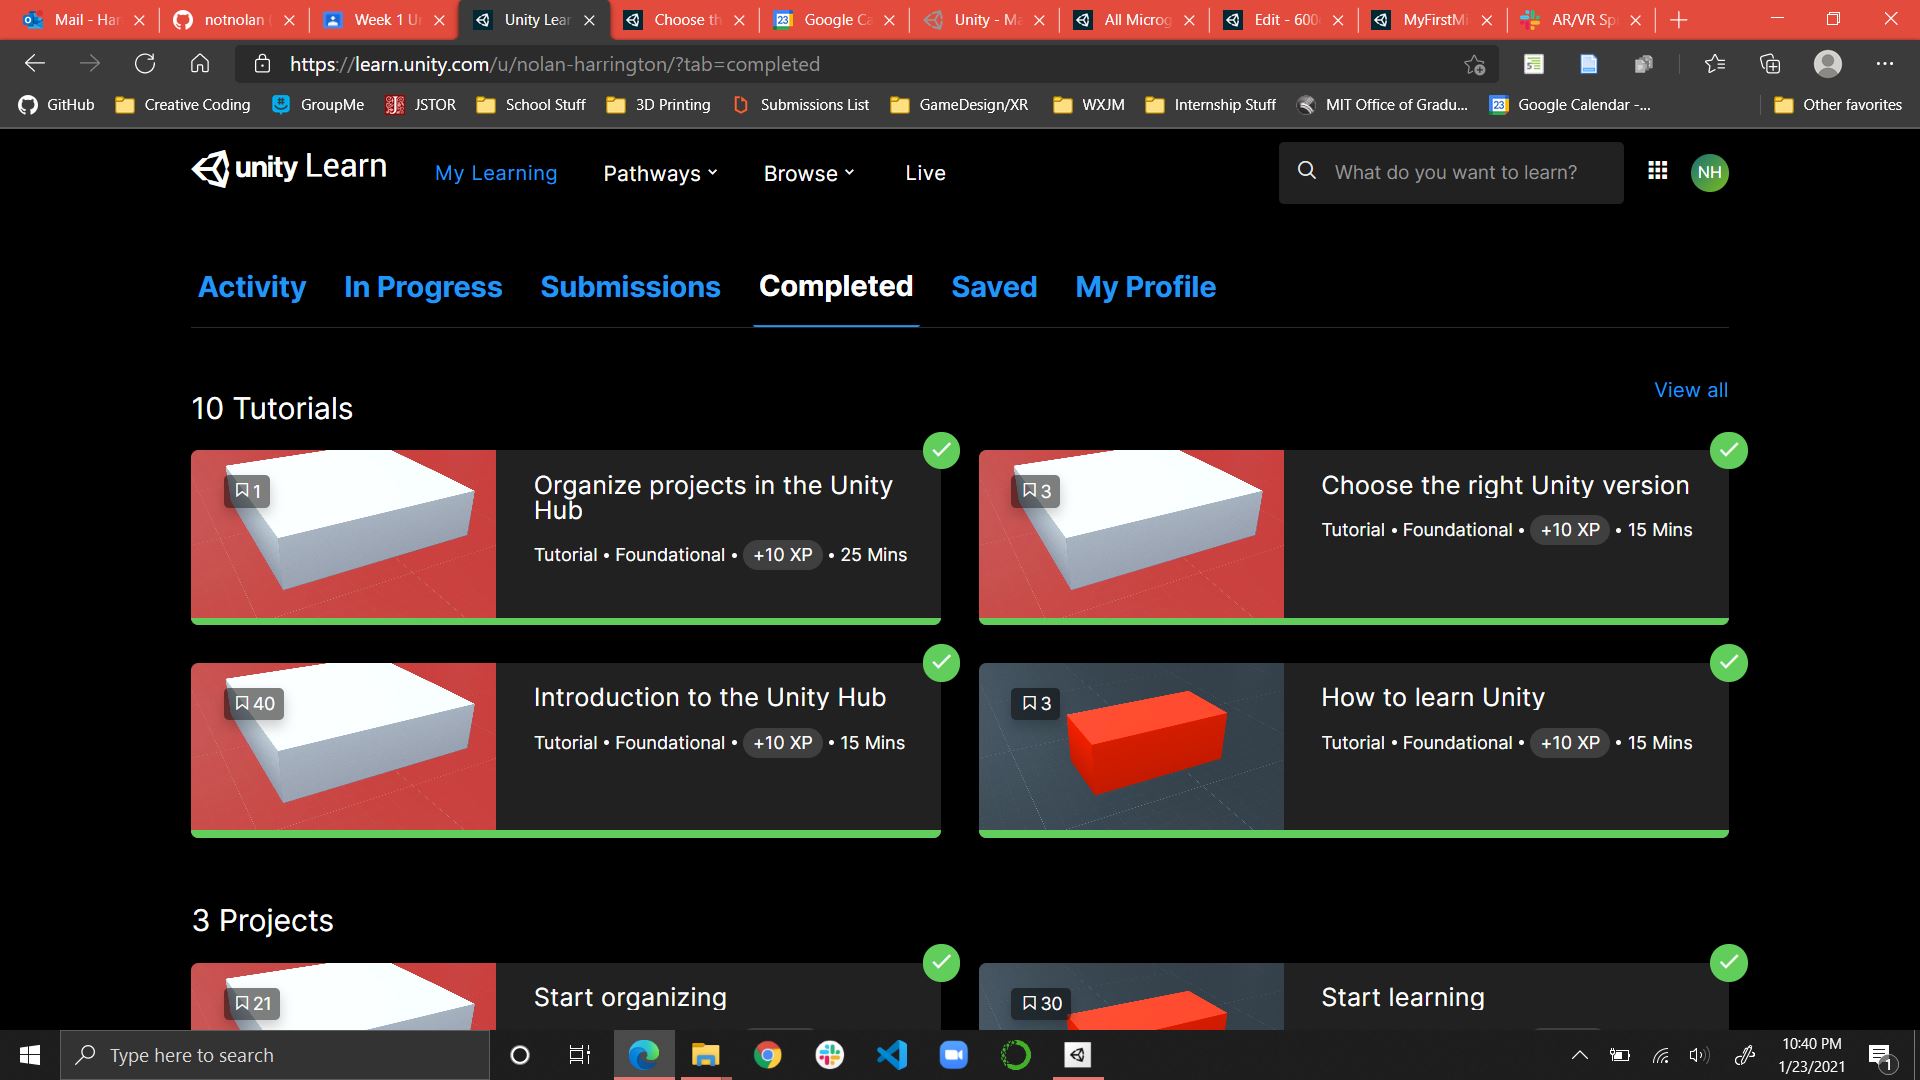 Mail - Har
notnolan (
Week 1 Ur
Unity Lear
Choose th
Google Ca
Unity - Ma
All Microg
Edit - 600
MyFirstMi
AR/VR Sp
https://learn.unity.com/u/nolan-harrington/?tab=completed
GitHub Creative Coding GroupMe JSTOR School Stuff 3D Printing Submissions List GameDesign/XR WXJM Internship Stuff MIT Office of Gradu... Google Calendar -... Other favorites
unity Learn My Learning Pathways Browse Live What do you want to learn? NH
Activity In Progress Submissions Completed Saved My Profile
10 Tutorials
View all
1
Organize projects in the Unity
Hub
Tutorial • Foundational • +10 XP • 25 Mins
3
Choose the right Unity version
Tutorial • Foundational • +10 XP • 15 Mins
40
Introduction to the Unity Hub
Tutorial • Foundational • +10 XP • 15 Mins
3
How to learn Unity
Tutorial • Foundational • +10 XP • 15 Mins
3 Projects
21
Start organizing
30
Start learning
Type here to search
10:40 PM
1/23/2021
1